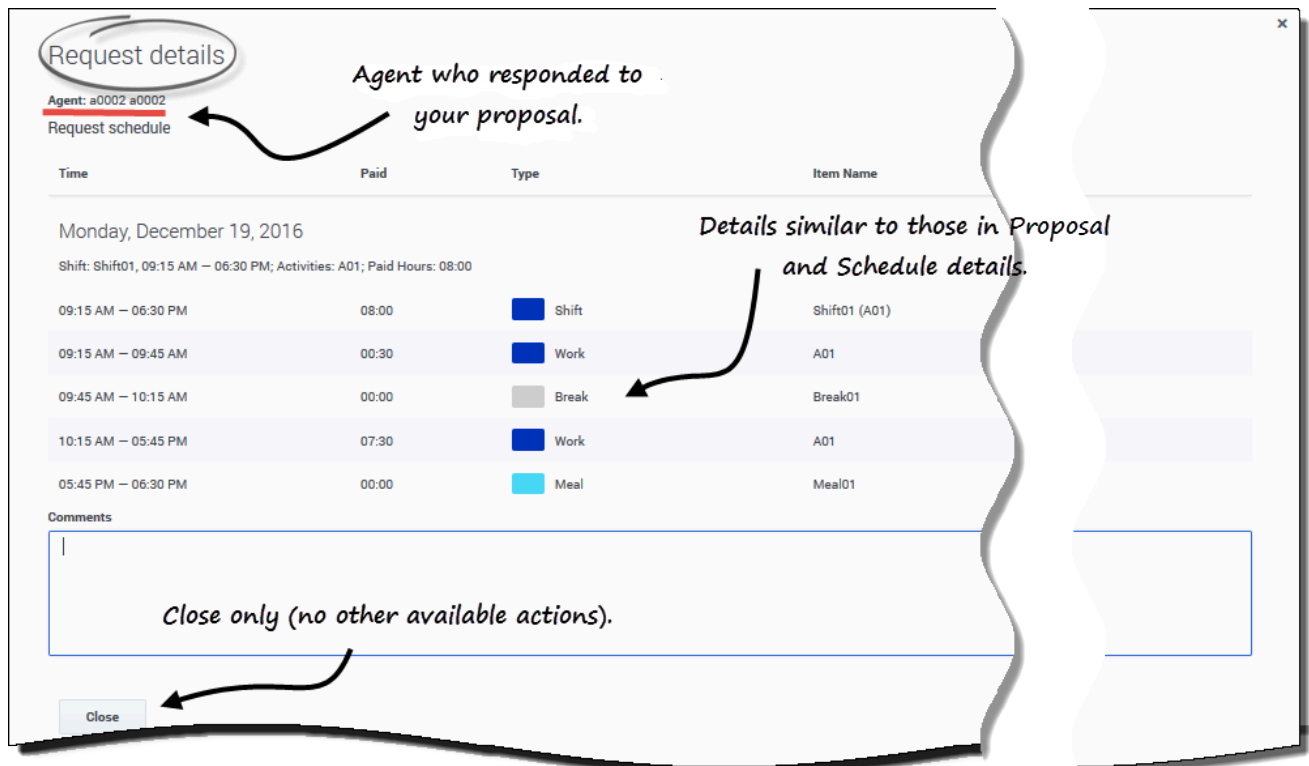 ×
Request details
Agent: a0002 a0002
Request schedule
Agent who responded to
your proposal.
Time Paid Type Item Name
Monday, December 19, 2016
Shift: Shift01, 09:15 AM — 06:30 PM; Activities: A01; Paid Hours: 08:00
Details similar to those in Proposal
and Schedule details.
09:15 AM — 06:30 PM 08:00 Shift Shift01 (A01)
09:15 AM — 09:45 AM 00:30 Work A01
09:45 AM — 10:15 AM 00:00 Break Break01
10:15 AM — 05:45 PM 07:30 Work A01
05:45 PM — 06:30 PM 00:00 Meal Meal01
Comments
Close only (no other available actions).
Close